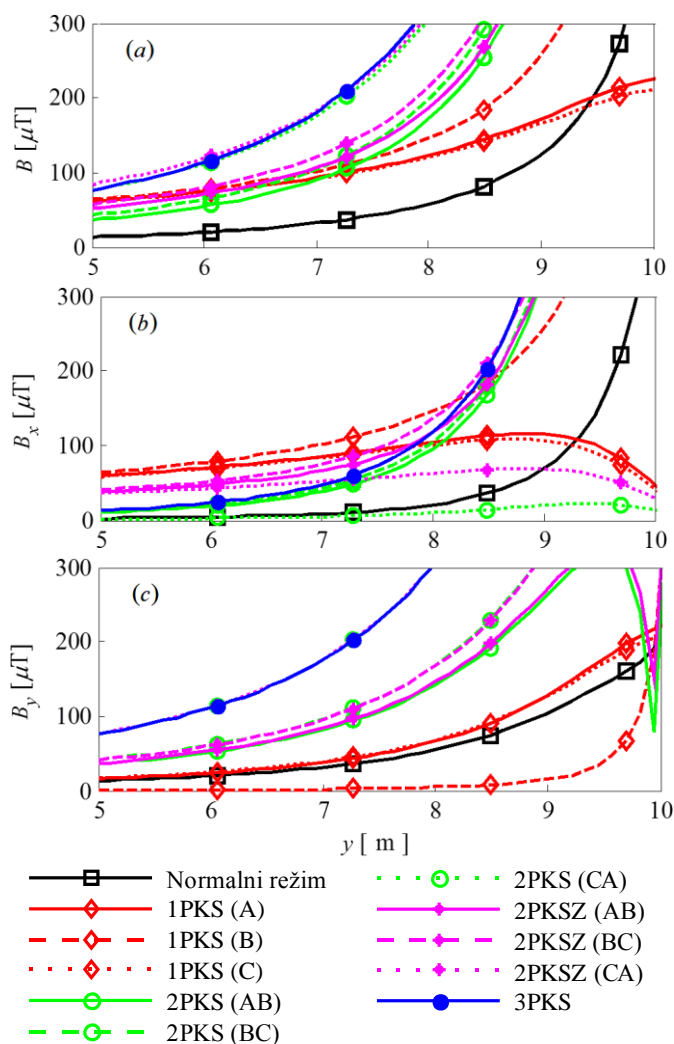 (a)
B [μT]
300
200
100
0
5 6 7 8 9 10
(b)
B_x [μT]
300
200
100
0
5 6 7 8 9 10
(c)
B_y [μT]
300
200
100
0
5 6 7 8 9 10
y [ m ]
Normalni režim
1PKS (A)
1PKS (B)
1PKS (C)
2PKS (AB)
2PKS (BC)
2PKS (CA)
2PKSZ (AB)
2PKSZ (BC)
2PKSZ (CA)
3PKS